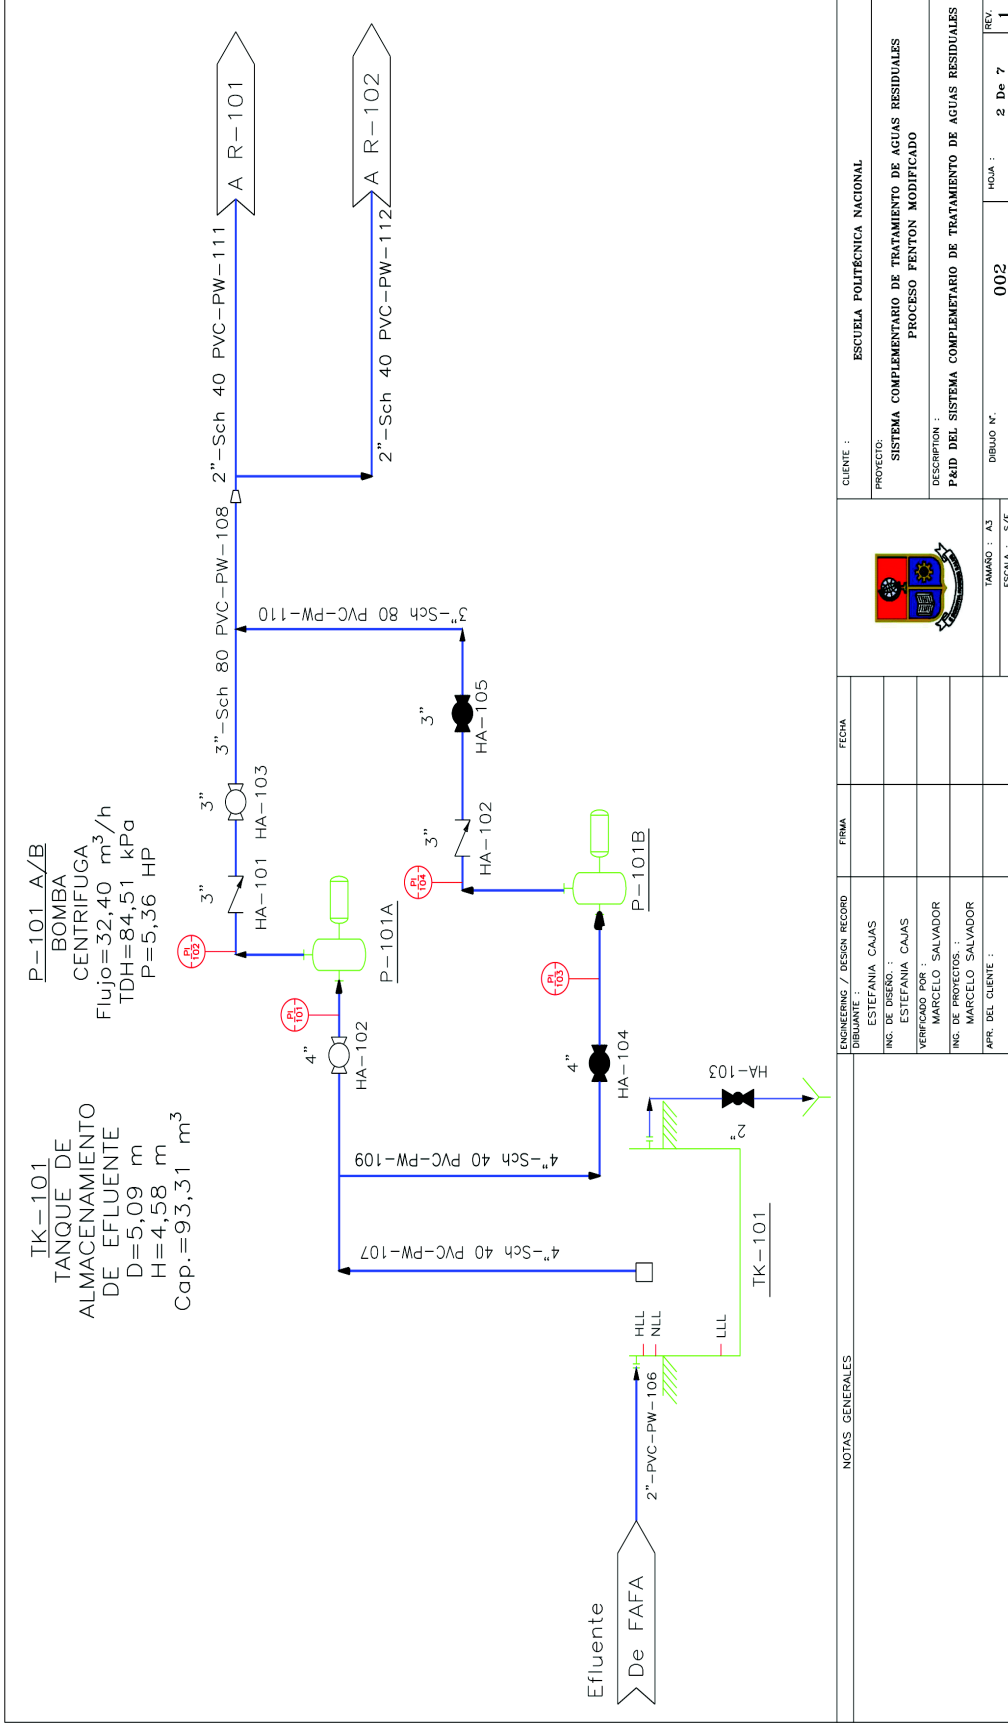 TK-101
TANQUE DE
ALMACENAMIENTO
DE EFLUENTE
D=5,09 m
H=4,58 m
Cap.=93,31 m³
P-101 A/B
BOMBA
CENTRIFUGA
Flujo=32,40 m³/h
TDH=84,51 kPa
P=5,36 HP
A R-101
A R-102
2"-Sch 40 PVC-PW-111
2"-Sch 40 PVC-PW-112
3"-Sch 80 PVC-PW-108
3"-Sch 80 PVC-PW-110
PI
102
3"
HA-101
3"
HA-103
PI
101
4"
HA-102
P-101A
PI
104
3"
HA-102
3"
HA-105
PI
103
4"
HA-104
P-101B
4"-Sch 40 PVC-PW-109
4"-Sch 40 PVC-PW-107
Efluente
De FAFA
2"-PVC-PW-106
HLL
NLL
LLL
TK-101
2"
HA-103
NOTAS GENERALES
ENGINEERING / DESIGN RECORD
FIRMA
FECHA
DIBUJANTE :
ESTEFANIA CAJAS
ING. DE DISEÑO. :
ESTEFANIA CAJAS
VERIFICADO POR :
MARCELO SALVADOR
ING. DE PROYECTOS. :
MARCELO SALVADOR
APR. DEL CLIENTE :
CLIENTE :
ESCUELA POLITÉCNICA NACIONAL
PROYECTO:
SISTEMA COMPLEMENTARIO DE TRATAMIENTO DE AGUAS RESIDUALES
PROCESO FENTON MODIFICADO
DESCRIPTION :
P&ID DEL SISTEMA COMPLEMETARIO DE TRATAMIENTO DE AGUAS RESIDUALES
TAMAÑO : A3
ESCALA : S/E
DIBUJO Nº.
002
HOJA :
2 De 7
REV.
1